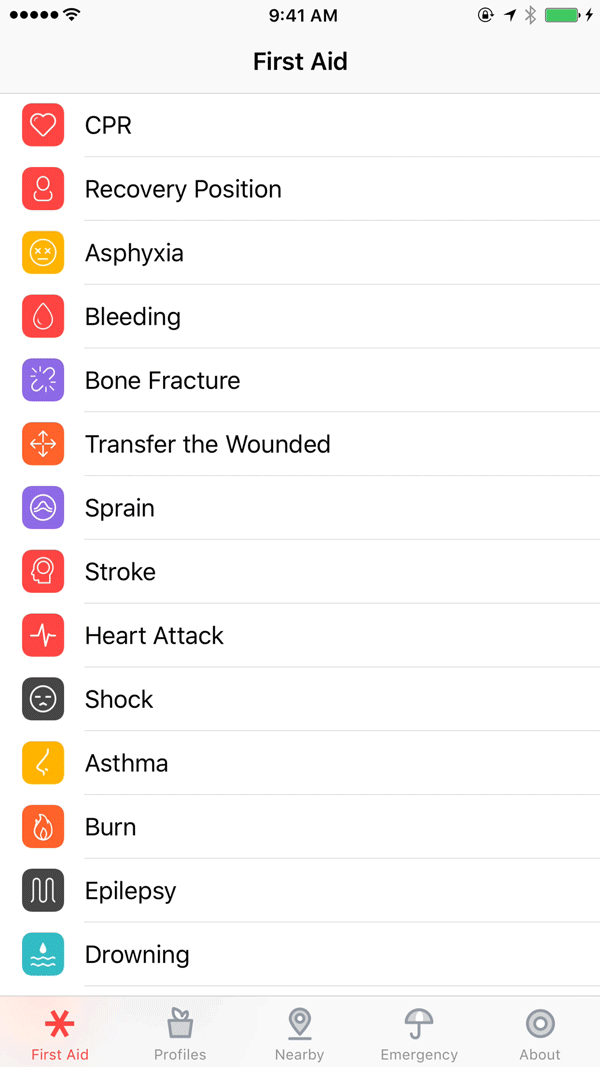 9:41 AM
First Aid
CPR
Recovery Position
Asphyxia
Bleeding
Bone Fracture
Transfer the Wounded
Sprain
Stroke
Heart Attack
Shock
Asthma
Burn
Epilepsy
Drowning
First Aid Profiles Nearby Emergency About